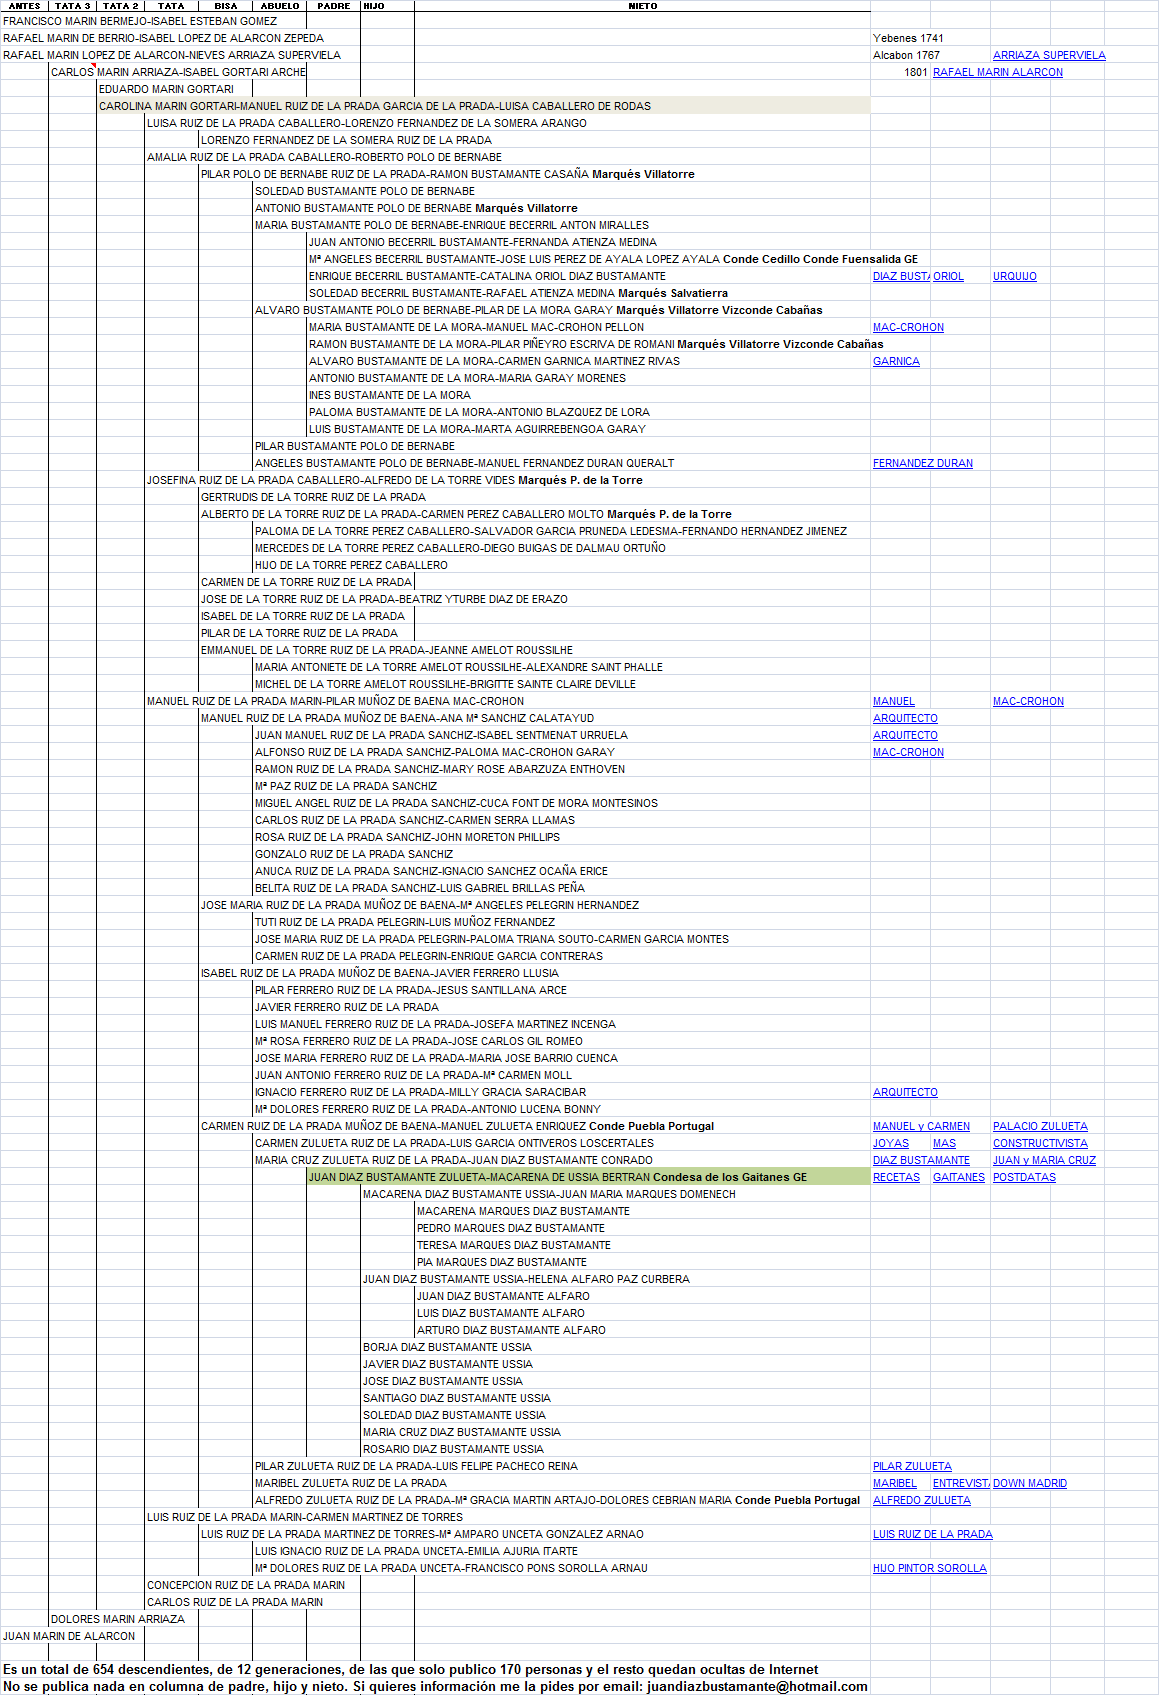 ANTES TATA 3 TATA 2 TATA BISA ABUELO PADRE HIJO NIETO
FRANCISCO MARIN BERMEJO-ISABEL ESTEBAN GOMEZ
RAFAEL MARIN DE BERRIO-ISABEL LOPEZ DE ALARCON ZEPEDA Yebenes 1741
RAFAEL MARIN LOPEZ DE ALARCON-NIEVES ARRIAZA SUPERVIELA Alcabon 1767 ARRIAZA SUPERVIELA
CARLOS MARIN ARRIAZA-ISABEL GORTARI ARCHE 1801 RAFAEL MARIN ALARCON
EDUARDO MARIN GORTARI
CAROLINA MARIN GORTARI-MANUEL RUIZ DE LA PRADA GARCIA DE LA PRADA-LUISA CABALLERO DE RODAS
LUISA RUIZ DE LA PRADA CABALLERO-LORENZO FERNANDEZ DE LA SOMERA ARANGO
LORENZO FERNANDEZ DE LA SOMERA RUIZ DE LA PRADA
AMALIA RUIZ DE LA PRADA CABALLERO-ROBERTO POLO DE BERNABE
PILAR POLO DE BERNABE RUIZ DE LA PRADA-RAMON BUSTAMANTE CASAÑA Marqués Villatorre
SOLEDAD BUSTAMANTE POLO DE BERNABE
ANTONIO BUSTAMANTE POLO DE BERNABE Marqués Villatorre
MARIA BUSTAMANTE POLO DE BERNABE-ENRIQUE BECERRIL ANTON MIRALLES
JUAN ANTONIO BECERRIL BUSTAMANTE-FERNANDA ATIENZA MEDINA
Mª ANGELES BECERRIL BUSTAMANTE-JOSE LUIS PEREZ DE AYALA LOPEZ AYALA Conde Cedillo Conde Fuensalida GE
ENRIQUE BECERRIL BUSTAMANTE-CATALINA ORIOL DIAZ BUSTAMANTE DIAZ BUSTA ORIOL URQUIJO
SOLEDAD BECERRIL BUSTAMANTE-RAFAEL ATIENZA MEDINA Marqués Salvatierra
ALVARO BUSTAMANTE POLO DE BERNABE-PILAR DE LA MORA GARAY Marqués Villatorre Vizconde Cabañas
MARIA BUSTAMANTE DE LA MORA-MANUEL MAC-CROHON PELLON MAC-CROHON
RAMON BUSTAMANTE DE LA MORA-PILAR PIÑEYRO ESCRIVA DE ROMANI Marqués Villatorre Vizconde Cabañas
ALVARO BUSTAMANTE DE LA MORA-CARMEN GARNICA MARTINEZ RIVAS GARNICA
ANTONIO BUSTAMANTE DE LA MORA-MARIA GARAY MORENES
INES BUSTAMANTE DE LA MORA
PALOMA BUSTAMANTE DE LA MORA-ANTONIO BLAZQUEZ DE LORA
LUIS BUSTAMANTE DE LA MORA-MARTA AGUIRREBENGOA GARAY
PILAR BUSTAMANTE POLO DE BERNABE
ANGELES BUSTAMANTE POLO DE BERNABE-MANUEL FERNANDEZ DURAN QUERALT FERNANDEZ DURAN
JOSEFINA RUIZ DE LA PRADA CABALLERO-ALFREDO DE LA TORRE VIDES Marqués P. de la Torre
GERTRUDIS DE LA TORRE RUIZ DE LA PRADA
ALBERTO DE LA TORRE RUIZ DE LA PRADA-CARMEN PEREZ CABALLERO MOLTO Marqués P. de la Torre
PALOMA DE LA TORRE PEREZ CABALLERO-SALVADOR GARCIA PRUNEDA LEDESMA-FERNANDO HERNANDEZ JIMENEZ
MERCEDES DE LA TORRE PEREZ CABALLERO-DIEGO BUIGAS DE DALMAU ORTUÑO
HIJO DE LA TORRE PEREZ CABALLERO
CARMEN DE LA TORRE RUIZ DE LA PRADA
JOSE DE LA TORRE RUIZ DE LA PRADA-BEATRIZ YTURBE DIAZ DE ERAZO
ISABEL DE LA TORRE RUIZ DE LA PRADA
PILAR DE LA TORRE RUIZ DE LA PRADA
EMMANUEL DE LA TORRE RUIZ DE LA PRADA-JEANNE AMELOT ROUSSILHE
MARIA ANTONIETE DE LA TORRE AMELOT ROUSSILHE-ALEXANDRE SAINT PHALLE
MICHEL DE LA TORRE AMELOT ROUSSILHE-BRIGITTE SAINTE CLAIRE DEVILLE
MANUEL RUIZ DE LA PRADA MARIN-PILAR MUÑOZ DE BAENA MAC-CROHON MANUEL MAC-CROHON
MANUEL RUIZ DE LA PRADA MUÑOZ DE BAENA-ANA Mª SANCHIZ CALATAYUD ARQUITECTO
JUAN MANUEL RUIZ DE LA PRADA SANCHIZ-ISABEL SENTMENAT URRUELA ARQUITECTO
ALFONSO RUIZ DE LA PRADA SANCHIZ-PALOMA MAC-CROHON GARAY MAC-CROHON
RAMON RUIZ DE LA PRADA SANCHIZ-MARY ROSE ABARZUZA ENTHOVEN
Mª PAZ RUIZ DE LA PRADA SANCHIZ
MIGUEL ANGEL RUIZ DE LA PRADA SANCHIZ-CUCA FONT DE MORA MONTESINOS
CARLOS RUIZ DE LA PRADA SANCHIZ-CARMEN SERRA LLAMAS
ROSA RUIZ DE LA PRADA SANCHIZ-JOHN MORETON PHILLIPS
GONZALO RUIZ DE LA PRADA SANCHIZ
ANUCA RUIZ DE LA PRADA SANCHIZ-IGNACIO SANCHEZ OCAÑA ERICE
BELITA RUIZ DE LA PRADA SANCHIZ-LUIS GABRIEL BRILLAS PEÑA
JOSE MARIA RUIZ DE LA PRADA MUÑOZ DE BAENA-Mª ANGELES PELEGRIN HERNANDEZ
TUTI RUIZ DE LA PRADA PELEGRIN-LUIS MUÑOZ FERNANDEZ
JOSE MARIA RUIZ DE LA PRADA PELEGRIN-PALOMA TRIANA SOUTO-CARMEN GARCIA MONTES
CARMEN RUIZ DE LA PRADA PELEGRIN-ENRIQUE GARCIA CONTRERAS
ISABEL RUIZ DE LA PRADA MUÑOZ DE BAENA-JAVIER FERRERO LLUSIA
PILAR FERRERO RUIZ DE LA PRADA-JESUS SANTILLANA ARCE
JAVIER FERRERO RUIZ DE LA PRADA
LUIS MANUEL FERRERO RUIZ DE LA PRADA-JOSEFA MARTINEZ INCENGA
Mª ROSA FERRERO RUIZ DE LA PRADA-JOSE CARLOS GIL ROMEO
JOSE MARIA FERRERO RUIZ DE LA PRADA-MARIA JOSE BARRIO CUENCA
JUAN ANTONIO FERRERO RUIZ DE LA PRADA-Mª CARMEN MOLL
IGNACIO FERRERO RUIZ DE LA PRADA-MILLY GRACIA SARACIBAR ARQUITECTO
Mª DOLORES FERRERO RUIZ DE LA PRADA-ANTONIO LUCENA BONNY
CARMEN RUIZ DE LA PRADA MUÑOZ DE BAENA-MANUEL ZULUETA ENRIQUEZ Conde Puebla Portugal MANUEL y CARMEN PALACIO ZULUETA
CARMEN ZULUETA RUIZ DE LA PRADA-LUIS GARCIA ONTIVEROS LOSCERTALES JOYAS MAS CONSTRUCTIVISTA
MARIA CRUZ ZULUETA RUIZ DE LA PRADA-JUAN DIAZ BUSTAMANTE CONRADO DIAZ BUSTAMANTE JUAN y MARIA CRUZ
JUAN DIAZ BUSTAMANTE ZULUETA-MACARENA DE USSIA BERTRAN Condesa de los Gaitanes GE RECETAS GAITANES POSTDATAS
MACARENA DIAZ BUSTAMANTE USSIA-JUAN MARIA MARQUES DOMENECH
MACARENA MARQUES DIAZ BUSTAMANTE
PEDRO MARQUES DIAZ BUSTAMANTE
TERESA MARQUES DIAZ BUSTAMANTE
PIA MARQUES DIAZ BUSTAMANTE
JUAN DIAZ BUSTAMANTE USSIA-HELENA ALFARO PAZ CURBERA
JUAN DIAZ BUSTAMANTE ALFARO
LUIS DIAZ BUSTAMANTE ALFARO
ARTURO DIAZ BUSTAMANTE ALFARO
BORJA DIAZ BUSTAMANTE USSIA
JAVIER DIAZ BUSTAMANTE USSIA
JOSE DIAZ BUSTAMANTE USSIA
SANTIAGO DIAZ BUSTAMANTE USSIA
SOLEDAD DIAZ BUSTAMANTE USSIA
MARIA CRUZ DIAZ BUSTAMANTE USSIA
ROSARIO DIAZ BUSTAMANTE USSIA
PILAR ZULUETA RUIZ DE LA PRADA-LUIS FELIPE PACHECO REINA PILAR ZULUETA
MARIBEL ZULUETA RUIZ DE LA PRADA MARIBEL ENTREVISTA DOWN MADRID
ALFREDO ZULUETA RUIZ DE LA PRADA-Mª GRACIA MARTIN ARTAJO-DOLORES CEBRIAN MARIA Conde Puebla Portugal ALFREDO ZULUETA
LUIS RUIZ DE LA PRADA MARIN-CARMEN MARTINEZ DE TORRES
LUIS RUIZ DE LA PRADA MARTINEZ DE TORRES-Mª AMPARO UNCETA GONZALEZ ARNAO LUIS RUIZ DE LA PRADA
LUIS IGNACIO RUIZ DE LA PRADA UNCETA-EMILIA AJURIA ITARTE
Mª DOLORES RUIZ DE LA PRADA UNCETA-FRANCISCO PONS SOROLLA ARNAU HIJO PINTOR SOROLLA
CONCEPCION RUIZ DE LA PRADA MARIN
CARLOS RUIZ DE LA PRADA MARIN
DOLORES MARIN ARRIAZA
JUAN MARIN DE ALARCON
Es un total de 654 descendientes, de 12 generaciones, de las que solo publico 170 personas y el resto quedan ocultas de Internet
No se publica nada en columna de padre, hijo y nieto. Si quieres información me la pides por email: juandiazbustamante@hotmail.com